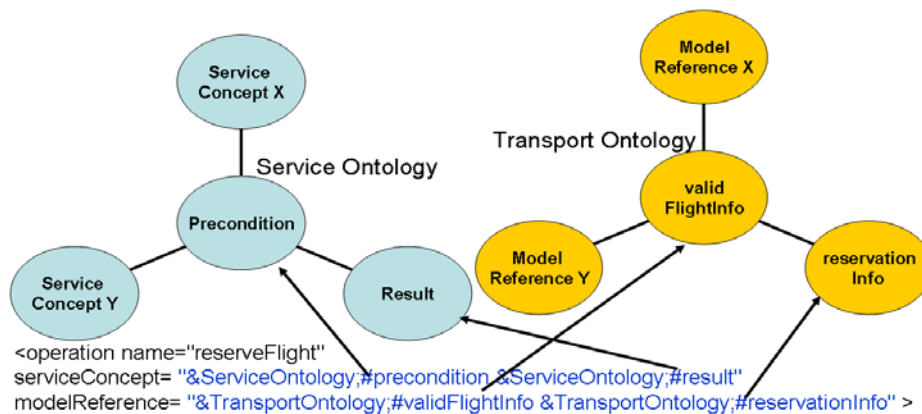 Service
Concept X
Model
Reference X
Service Ontology
Transport Ontology
Precondition
valid
FlightInfo
Service
Concept Y
Result
Model
Reference Y
reservation
Info
<operation name="reserveFlight"
serviceConcept= "&ServiceOntology;#precondition &ServiceOntology;#result"
modelReference= "&TransportOntology;#validFlightInfo &TransportOntology;#reservationInfo" >